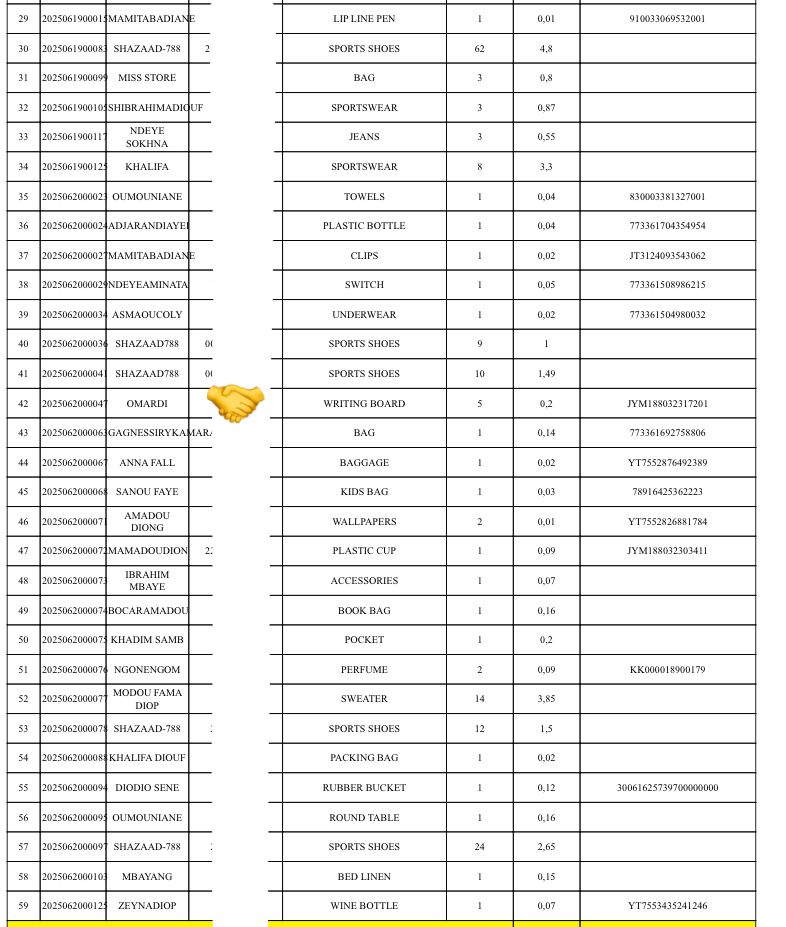 29 2025061900015 MAMITABADIANE LIP LINE PEN 1 0,01 910033069532001
30 2025061900083 SHAZAAD-788 2 SPORTS SHOES 62 4,8
31 2025061900099 MISS STORE BAG 3 0,8
32 2025061900105 SHIBRAHIMADIOUF SPORTSWEAR 3 0,87
33 2025061900117 NDEYE SOKHNA JEANS 3 0,55
34 2025061900125 KHALIFA SPORTSWEAR 8 3,3
35 2025062000023 OUMOUNIANE TOWELS 1 0,04 830003381327001
36 2025062000024 ADJARANDIAYE PLASTIC BOTTLE 1 0,04 773361704354954
37 2025062000027 MAMITABADIANE CLIPS 1 0,02 JT3124093543062
38 2025062000029 NDEYEAMINATA SWITCH 1 0,05 773361508986215
39 2025062000034 ASMAOUCOLY UNDERWEAR 1 0,02 773361504980032
40 2025062000036 SHAZAAD788 00 SPORTS SHOES 9 1
41 2025062000041 SHAZAAD788 00 SPORTS SHOES 10 1,49
42 2025062000047 OMARDI WRITING BOARD 5 0,2 JYM188032317201
43 2025062000063 GAGNESSIRYKAMARA BAG 1 0,14 773361692758806
44 2025062000067 ANNA FALL BAGGAGE 1 0,02 YT7552876492389
45 2025062000068 SANOU FAYE KIDS BAG 1 0,03 78916425362223
46 2025062000071 AMADOU DIONG WALLPAPERS 2 0,01 YT7552826881784
47 2025062000072 MAMADOUDION 22 PLASTIC CUP 1 0,09 JYM188032303411
48 2025062000073 IBRAHIM MBAYE ACCESSORIES 1 0,07
49 2025062000074 BOCARAMADOU BOOK BAG 1 0,16
50 2025062000075 KHADIM SAMB POCKET 1 0,2
51 2025062000076 NGONENGOM PERFUME 2 0,09 KK000018900179
52 2025062000077 MODOU FAMA DIOP SWEATER 14 3,85
53 2025062000078 SHAZAAD-788 SPORTS SHOES 12 1,5
54 2025062000088 KHALIFA DIOUF PACKING BAG 1 0,02
55 2025062000094 DIODIO SENE RUBBER BUCKET 1 0,12 30061625739700000000
56 2025062000095 OUMOUNIANE ROUND TABLE 1 0,16
57 2025062000097 SHAZAAD-788 SPORTS SHOES 24 2,65
58 2025062000103 MBAYANG BED LINEN 1 0,15
59 2025062000125 ZEYNADIOP WINE BOTTLE 1 0,07 YT7553435241246